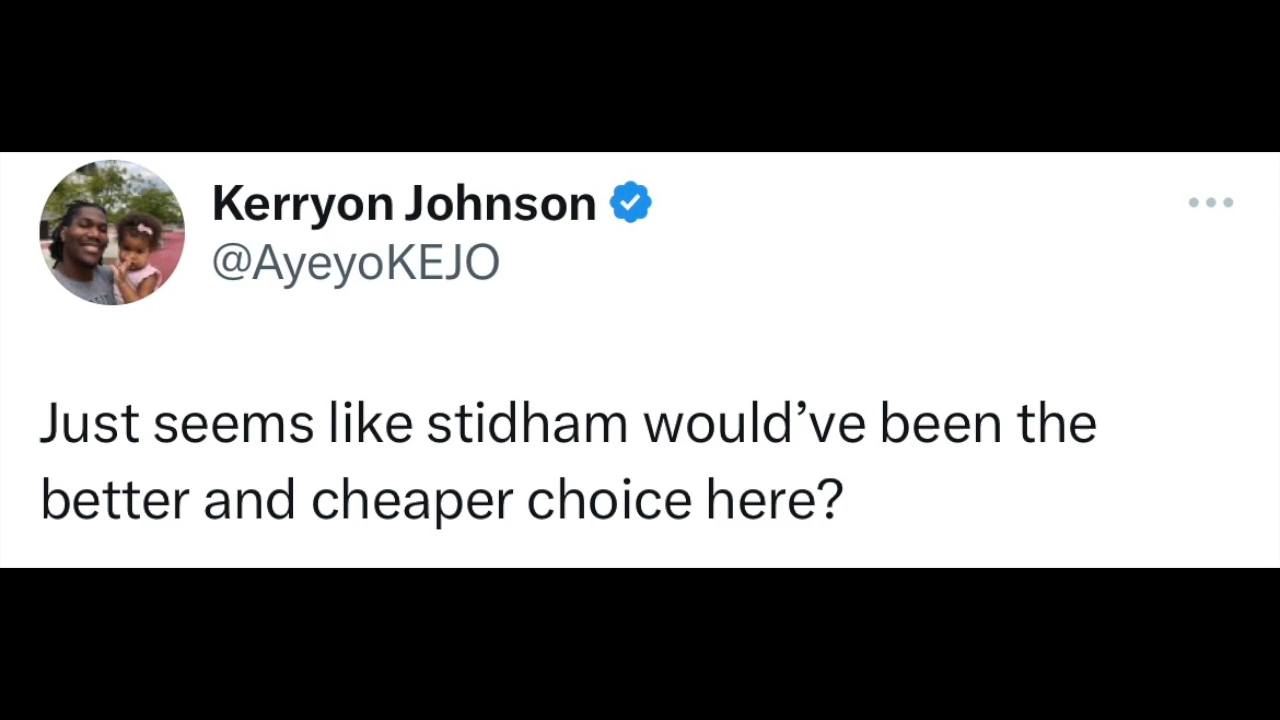 Kerryon Johnson
@AyeyoKEJO
Just seems like stidham would’ve been the
better and cheaper choice here?